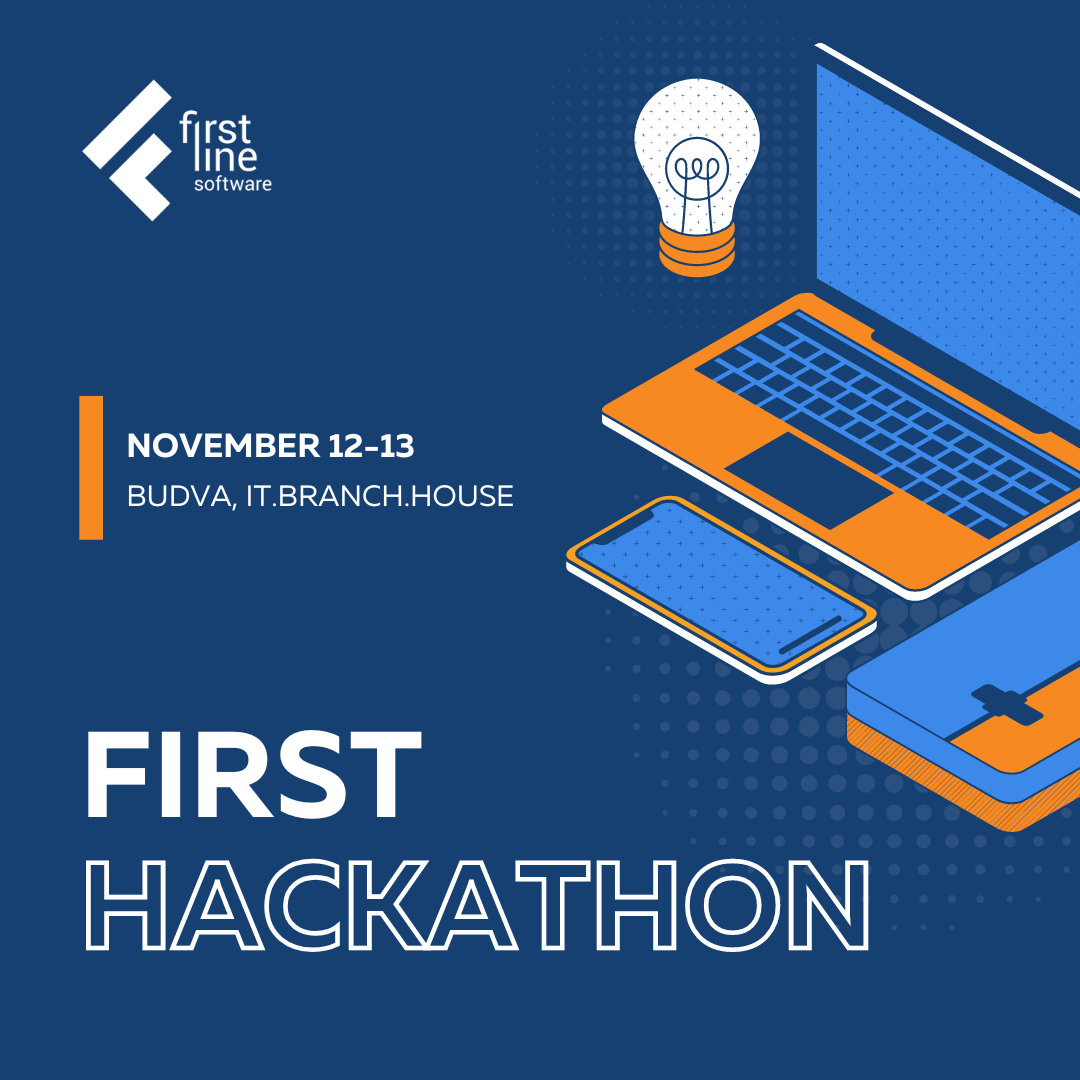 first
line
software
NOVEMBER 12-13
BUDVA, IT.BRANCH.HOUSE
FIRST
HACKATHON